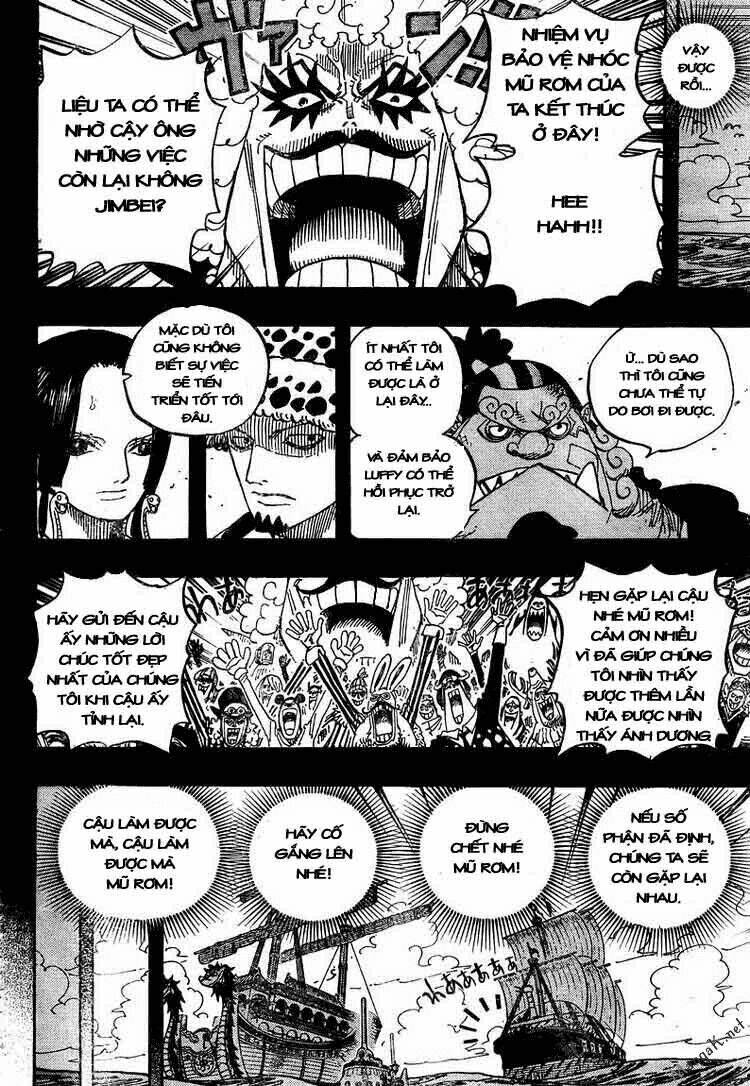 VẬY
ĐƯỢC
RỒI...
NHIỆM VỤ
BẢO VỆ NHÓC
MŨ RƠM CỦA
TA KẾT THÚC
Ở ĐÂY!
HEE
HAHH!!
LIỆU TA CÓ THỂ
NHỜ CẬY ÔNG
NHỮNG VIỆC
CÒN LẠI KHÔNG
JIMBEI?
ヴァ
Ừ... DÙ SAO
THÌ TÔI CŨNG
CHƯA THỂ TỰ
DO BƠI ĐI ĐƯỢC.
ÍT NHẤT TÔI
CÓ THỂ LÀM
ĐƯỢC LÀ Ở
LẠI ĐÂY..
VÀ ĐẢM BẢO
LUFFY CÓ THỂ
HỒI PHỤC TRỞ
LẠI.
MẶC DÙ TÔI
CŨNG KHÔNG
BIẾT SỰ VIỆC
SẼ TIẾN
TRIỂN TỐT TỚI
ĐÂU.
HẸN GẶP LẠI CẬU
NHÉ MŨ RƠM!
CẢM ƠN NHIỀU
VÌ ĐÃ GIÚP CHÚNG
TÔI NHÌN THẤY
ĐƯỢC THÊM LẦN
NỮA ĐƯỢC NHÌN
THẤY ÁNH DƯƠNG
HÃY GỬI ĐẾN CẬU
ẤY NHỮNG LỜI
CHÚC TỐT ĐẸP
NHẤT CỦA CHÚNG
TÔI KHI CẬU ẤY
TỈNH LẠI.
NẾU SỐ
PHẬN ĐÃ ĐỊNH,
CHÚNG TA SẼ
CÒN GẶP LẠI
NHAU.
ĐỪNG
CHẾT NHÉ
MŨ RƠM!
HÃY CỐ
GẮNG LÊN
NHÉ!
CẬU LÀM ĐƯỢC
MÀ, CẬU LÀM
ĐƯỢC MÀ
MŨ RƠM!